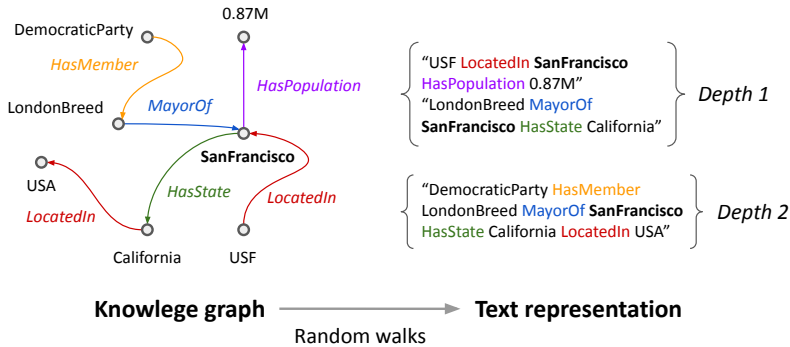 DemocraticParty
0.87M
HasMember
HasPopulation
LondonBreed
MayorOf
SanFrancisco
USA
HasState
LocatedIn
LocatedIn
California
USF
“USF LocatedIn SanFrancisco
HasPopulation 0.87M”
“LondonBreed MayorOf
SanFrancisco HasState California”
Depth 1
“DemocraticParty HasMember
LondonBreed MayorOf SanFrancisco
HasState California LocatedIn USA”
Depth 2
Knowlege graph
Random walks
Text representation